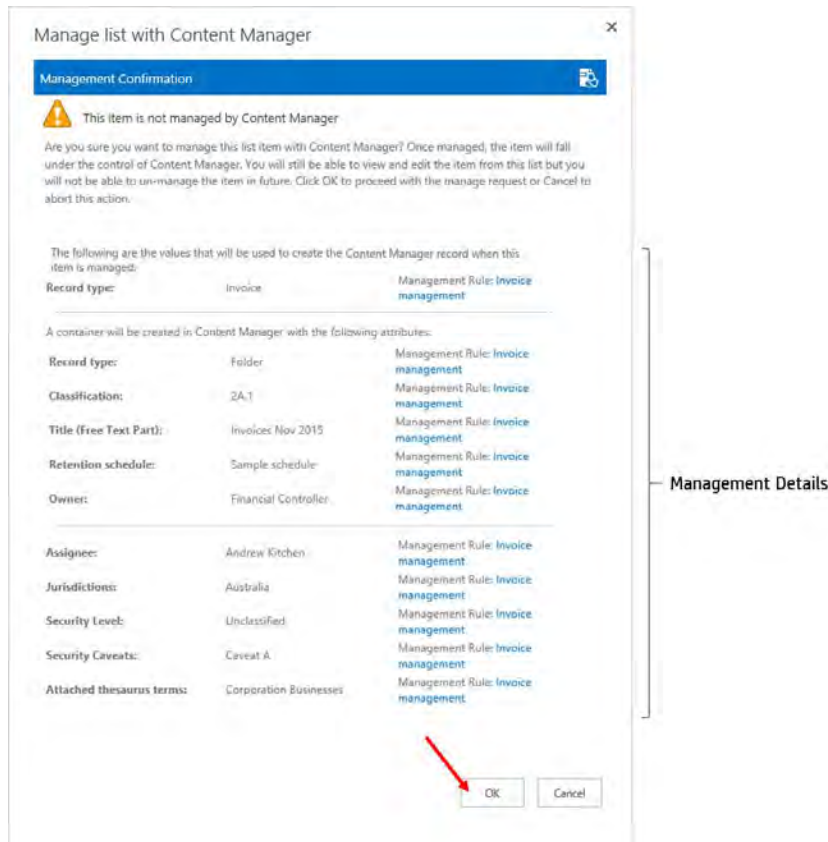 Manage list with Content Manager
×
Management Confirmation
This item is not managed by Content Manager
Are you sure you want to manage this list item with Content Manager? Once managed, the item will fall
under the control of Content Manager. You will still be able to view and edit the item from this list but you
will not be able to un-manage the item in future. Click OK to proceed with the manage request or Cancel to
abort this action.
The following are the values that will be used to create the Content Manager record when this
item is managed:
Record type: Invoice Management Rule: Invoice
management
A container will be created in Content Manager with the following attributes:
Record type: Folder Management Rule: Invoice
management
Classification: 2A.1 Management Rule: Invoice
management
Title (Free Text Part): Invoices Nov 2015 Management Rule: Invoice
management
Retention schedule: Sample schedule Management Rule: Invoice
management
Owner: Financial Controller Management Rule: Invoice
management
Management Details
Assignee: Andrew Kitchen Management Rule: Invoice
management
Jurisdictions: Australia Management Rule: Invoice
management
Security Level: Unclassified Management Rule: Invoice
management
Security Caveats: Caveat A Management Rule: Invoice
management
Attached thesaurus terms: Corporation Businesses Management Rule: Invoice
management
OK Cancel